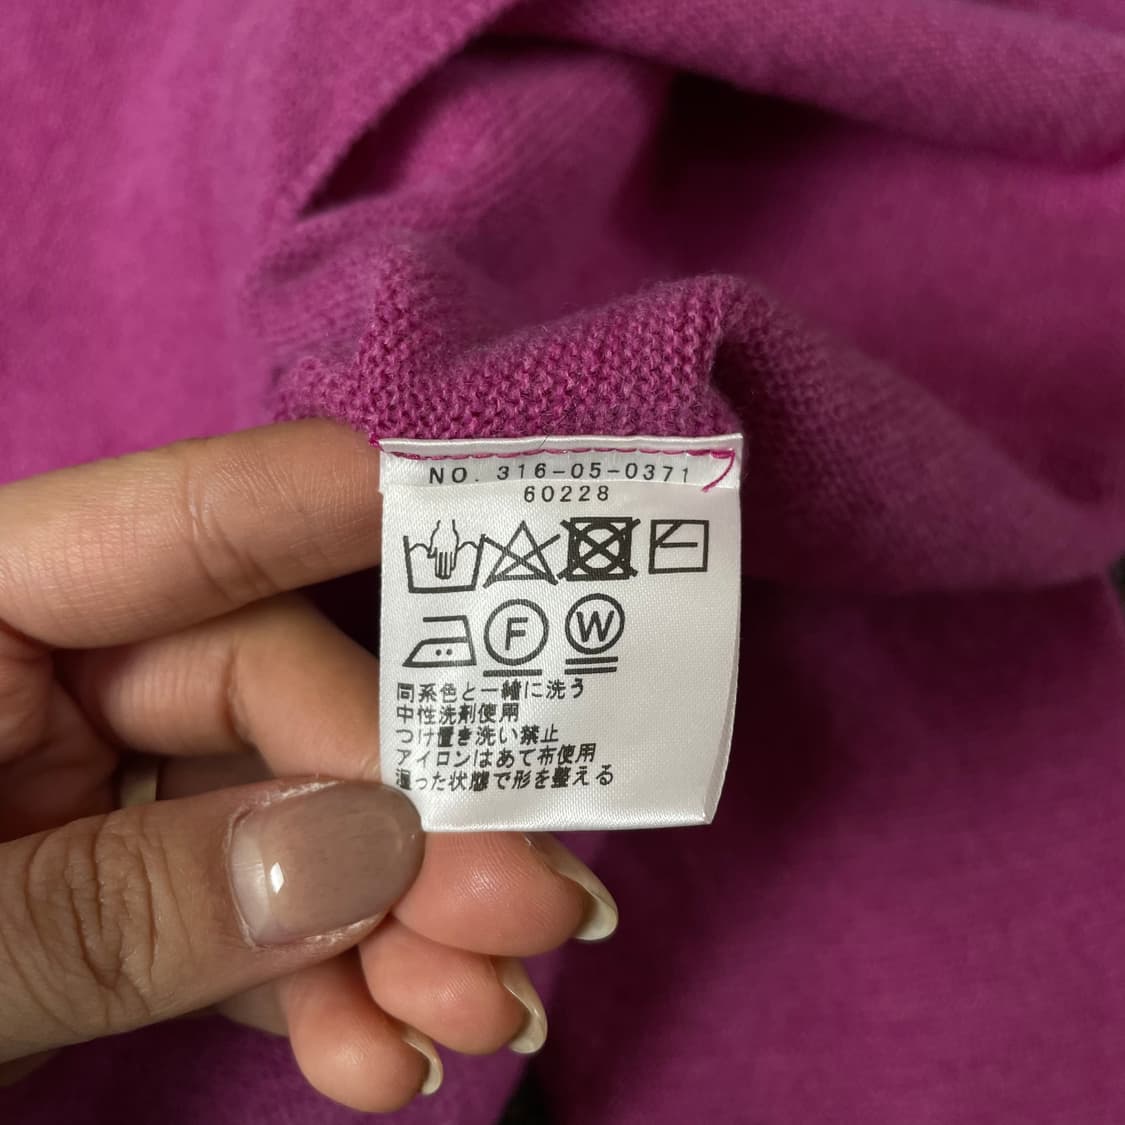 NO. 316-05-0371
60228
F W
同系色と一緒に洗う
中性洗剤使用
つけ置き洗い禁止
アイロンはあて布使用
湿った状態で形を整える